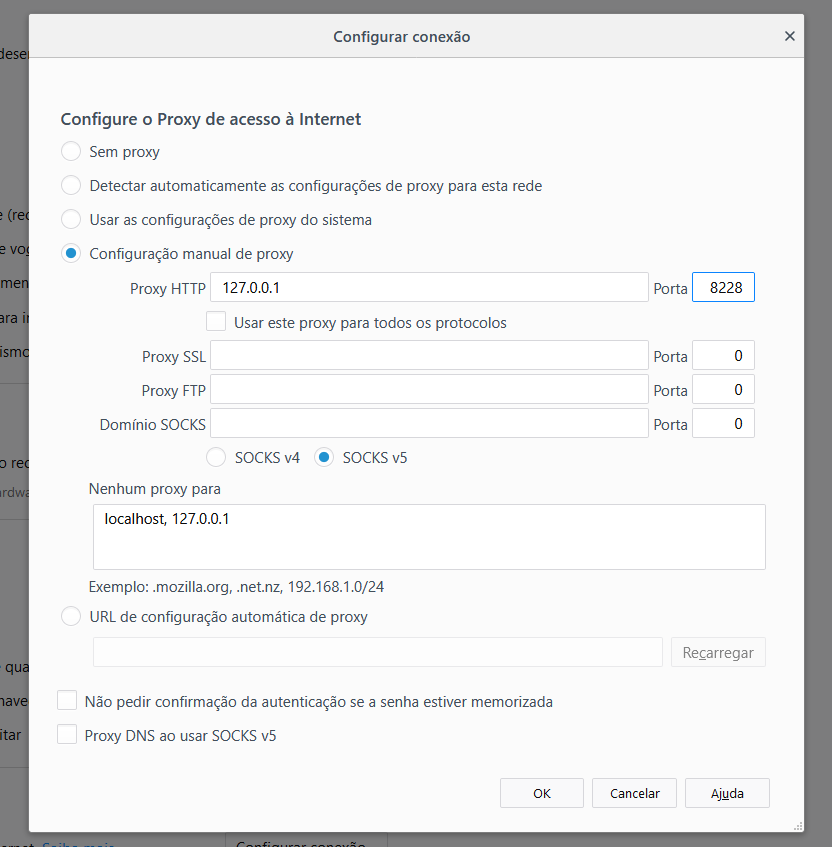 Configurar conexão
Configure o Proxy de acesso à Internet
Sem proxy
Detectar automaticamente as configurações de proxy para esta rede
Usar as configurações de proxy do sistema
Configuração manual de proxy
Proxy HTTP 127.0.0.1 Porta 8228
Usar este proxy para todos os protocolos
Proxy SSL Porta 0
Proxy FTP Porta 0
Domínio SOCKS Porta 0
SOCKS v4 SOCKS v5
Nenhum proxy para
localhost, 127.0.0.1
Exemplo: .mozilla.org, .net.nz, 192.168.1.0/24
URL de configuração automática de proxy
Recarregar
Não pedir confirmação da autenticação se a senha estiver memorizada
Proxy DNS ao usar SOCKS v5
OK Cancelar Ajuda